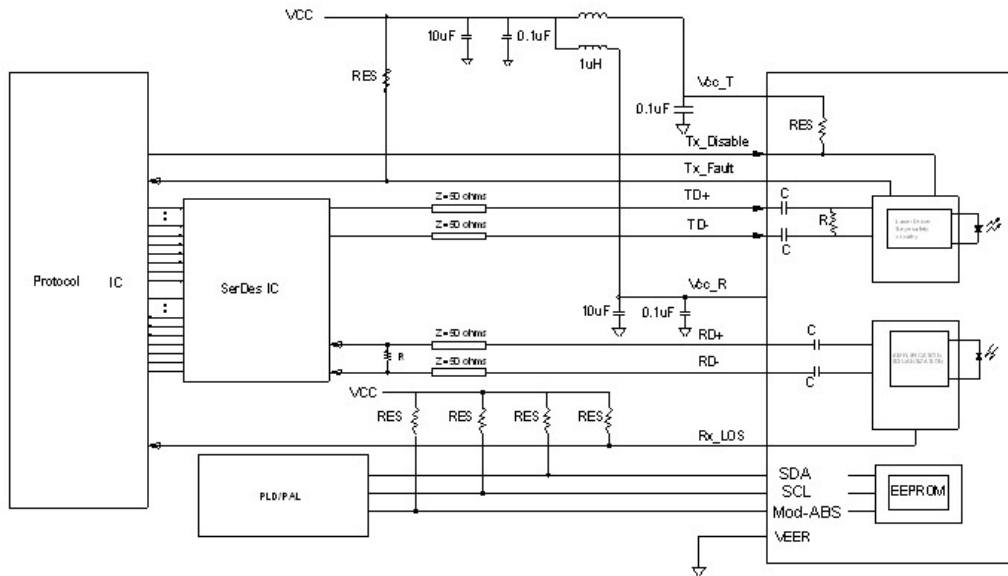 VCC
10uF
0.1uF
1uH
RES
Vcc_T
0.1uF
RES
Tx_Disable
Tx_Fault
Z=50 ohms
TD+
C
R
Z=50 ohms
TD-
C
Protocol IC
SerDes IC
Vcc_R
10uF
0.1uF
Z=50 ohms
RD+
C
R
Z=50 ohms
RD-
C
VCC
RES
RES
RES
RES
Rx_LOS
PLD/PAL
SDA
SCL
Mod-ABS
VEER
EEPROM